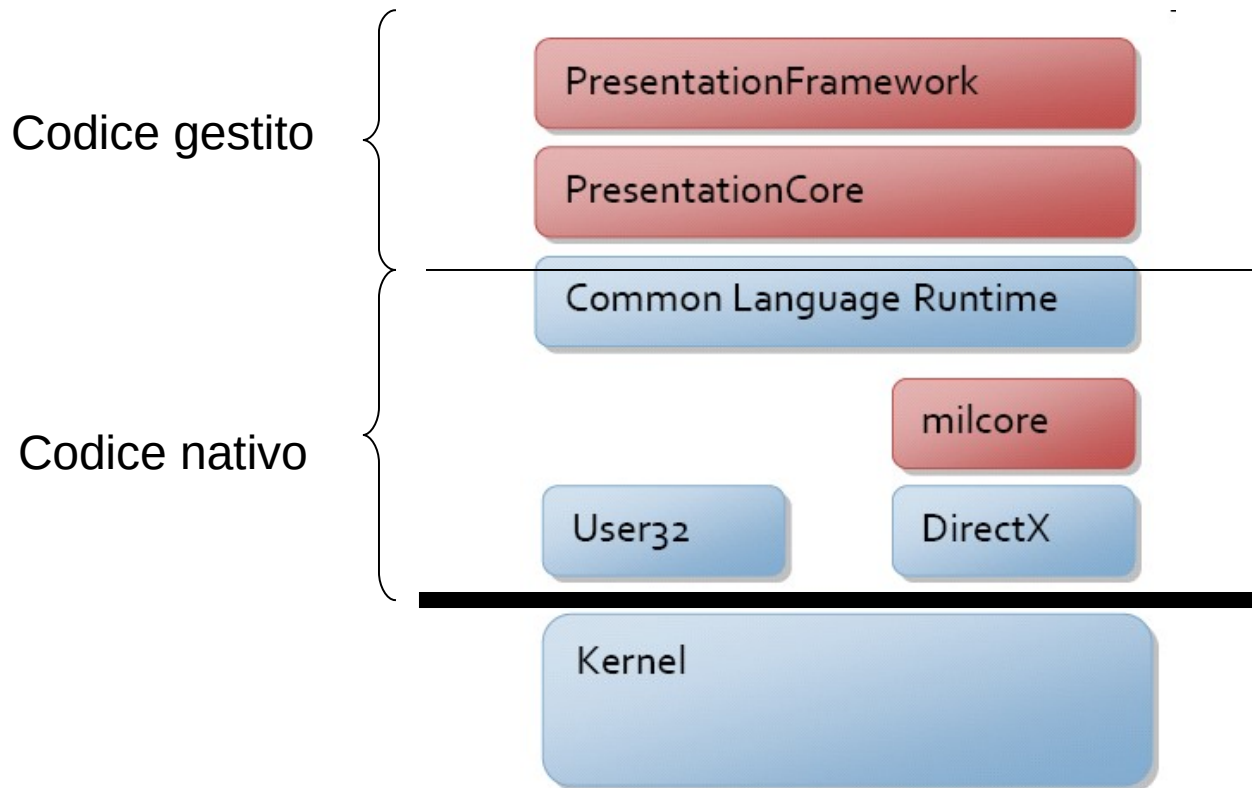 PresentationFramework
Codice gestito
PresentationCore
Common Language Runtime
milcore
Codice nativo
User32
DirectX
Kernel